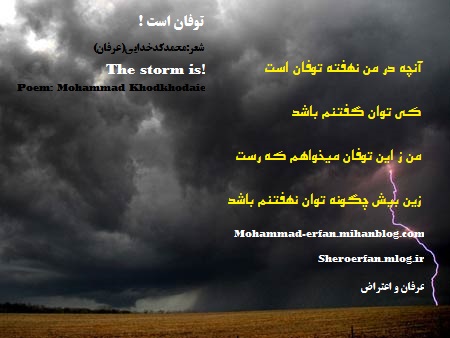 توفان است !
شعر:محمدکدخدایی(عرفان)
The storm is!
Poem: Mohammad Khodkhodaie
آنچه در من نهفته توفان است
کی توان گفتنم باشد
من ز این توفان میخواهم که رست
زین بیش چگونه توان نهفتنم باشد
Mohammad-erfan.mihanblog.com
Sheroerfan.mlog.ir
عرفان و اعتراض